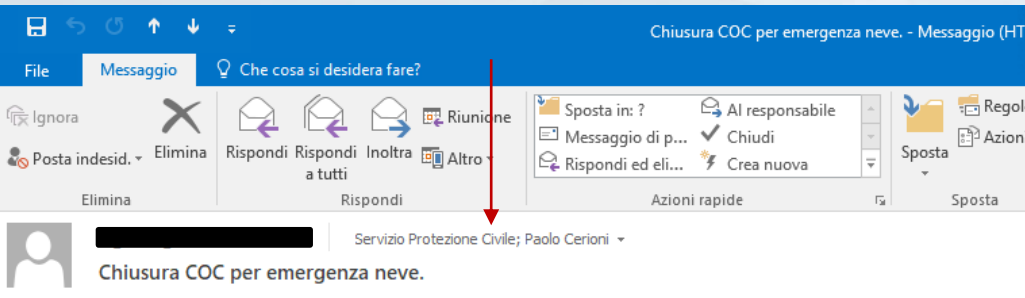 Chiusura COC per emergenza neve. - Messaggio (HT
File Messaggio Che cosa si desidera fare?
Ignora
Posta indesid.
Elimina
Elimina
Rispondi
Rispondi a tutti
Inoltra
Riunione
Altro
Rispondi
Sposta in: ?
Messaggio di p...
Rispondi ed eli...
Al responsabile
Chiudi
Crea nuova
Azioni rapide
Sposta
Regol
Azion
Sposta
Servizio Protezione Civile; Paolo Cerioni
Chiusura COC per emergenza neve.